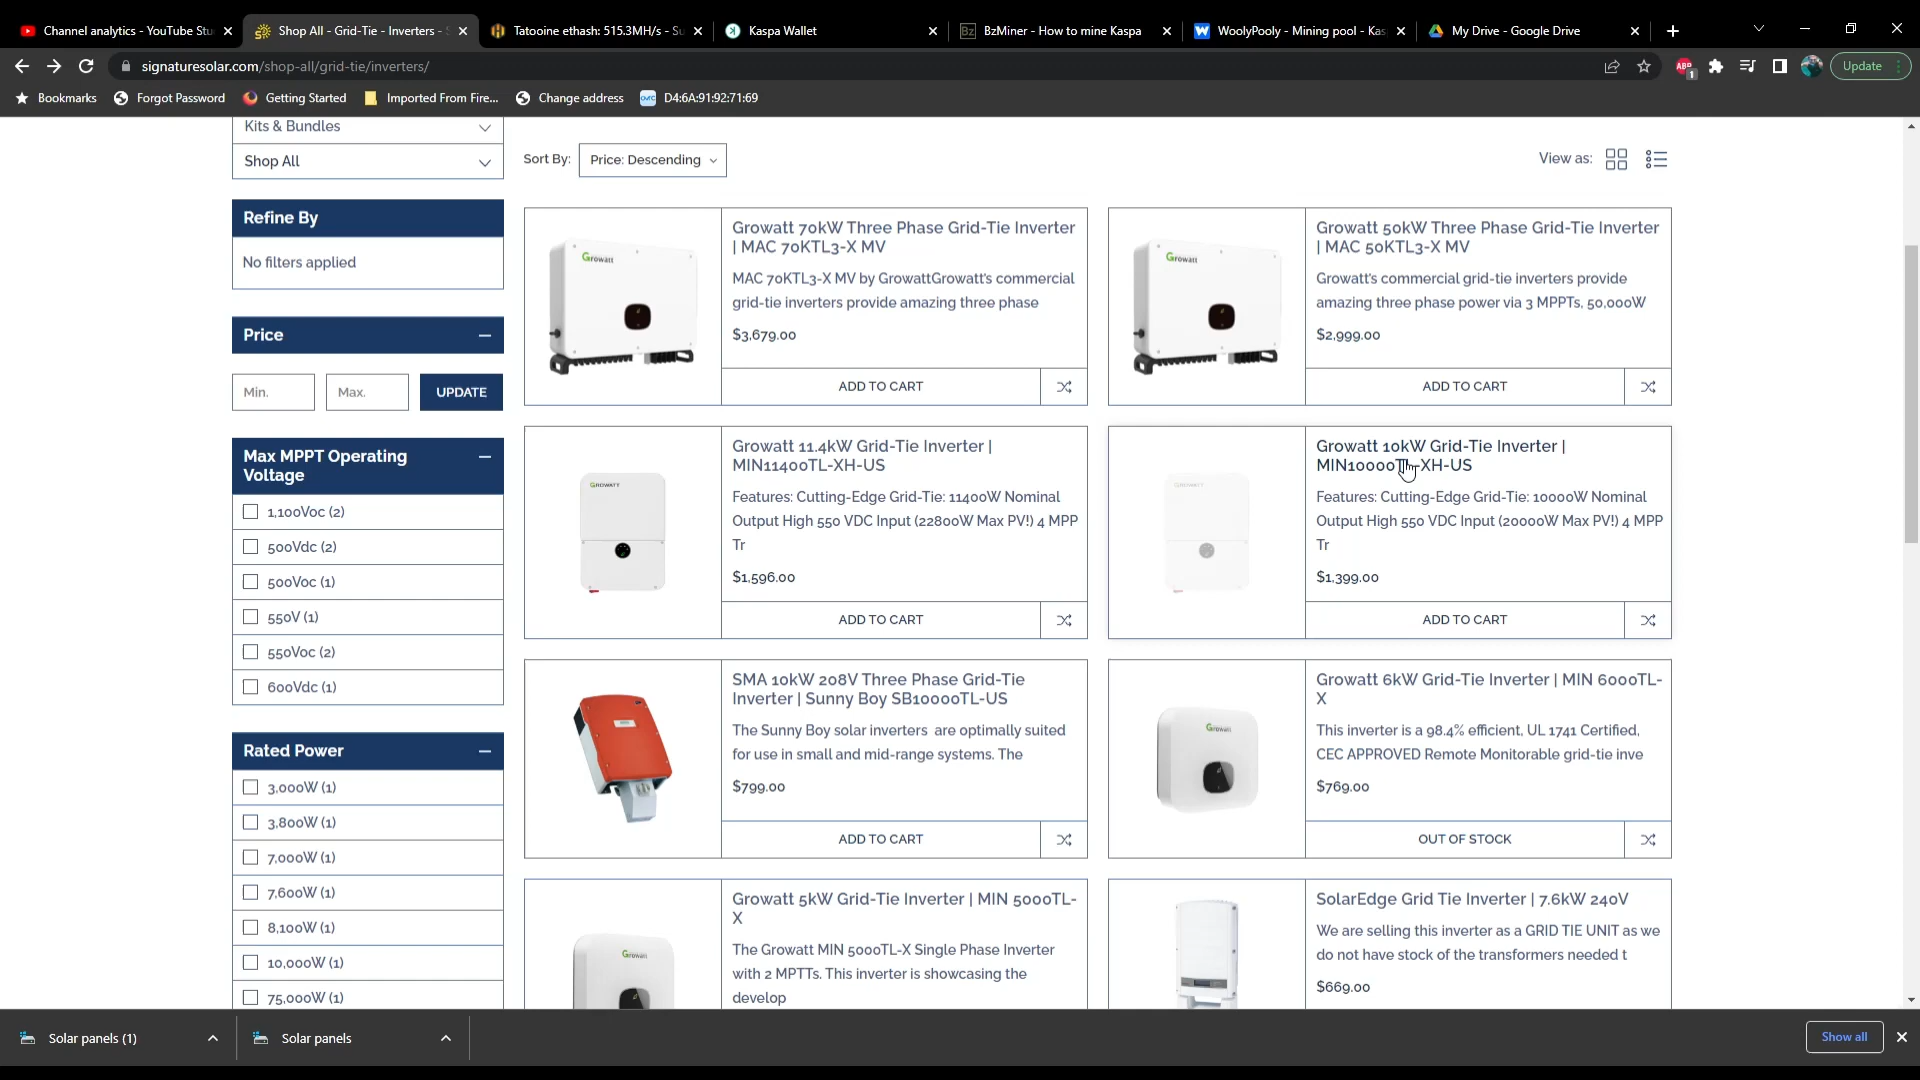 Channel analytics - YouTube Stu
Shop All - Grid-Tie - Inverters - S
Tatooine ethash: 515.3MH/s - Su
Kaspa Wallet
BzMiner - How to mine Kaspa
WoolyPooly - Mining pool - Kas
My Drive - Google Drive
signaturesolar.com/shop-all/grid-tie/inverters/
ABP
1
Update
Bookmarks
Forgot Password
Getting Started
Imported From Fire...
Change address
D4:6A:91:92:71:69
Kits & Bundles
Shop All
Sort By:
Price: Descending
View as:
Refine By
No filters applied
Price
Min.
Max.
UPDATE
Max MPPT Operating
Voltage
1,100Voc (2)
500Vdc (2)
500Voc (1)
550V (1)
550Voc (2)
600Vdc (1)
Rated Power
3,000W (1)
3,800W (1)
7,000W (1)
7,600W (1)
8,100W (1)
10,000W (1)
75,000W (1)
Growatt
Growatt 70kW Three Phase Grid-Tie Inverter
| MAC 70KTL3-X MV
MAC 70KTL3-X MV by GrowattGrowatt's commercial
grid-tie inverters provide amazing three phase
$3,679.00
ADD TO CART
Growatt
Growatt 50kW Three Phase Grid-Tie Inverter
| MAC 50KTL3-X MV
Growatt's commercial grid-tie inverters provide
amazing three phase power via 3 MPPTs, 50,000W
$2,999.00
ADD TO CART
GROWATT
Growatt 11.4kW Grid-Tie Inverter |
MIN11400TL-XH-US
Features: Cutting-Edge Grid-Tie: 11400W Nominal
Output High 550 VDC Input (22800W Max PV!) 4 MPP
Tr
$1,596.00
ADD TO CART
GROWATT
Growatt 10kW Grid-Tie Inverter |
MIN10000TL-XH-US
Features: Cutting-Edge Grid-Tie: 10000W Nominal
Output High 550 VDC Input (20000W Max PV!) 4 MPP
Tr
$1,399.00
ADD TO CART
SMA 10kW 208V Three Phase Grid-Tie
Inverter | Sunny Boy SB10000TL-US
The Sunny Boy solar inverters are optimally suited
for use in small and mid-range systems. The
$799.00
ADD TO CART
Growatt
Growatt 6kW Grid-Tie Inverter | MIN 6000TL-
X
This inverter is a 98.4% efficient, UL 1741 Certified,
CEC APPROVED Remote Monitorable grid-tie inve
$769.00
OUT OF STOCK
Growatt
Growatt 5kW Grid-Tie Inverter | MIN 5000TL-
X
The Growatt MIN 5000TL-X Single Phase Inverter
with 2 MPTTs. This inverter is showcasing the
develop
SolarEdge Grid Tie Inverter | 7.6kW 240V
We are selling this inverter as a GRID TIE UNIT as we
do not have stock of the transformers needed t
$669.00
Solar panels (1)
Solar panels
Show all